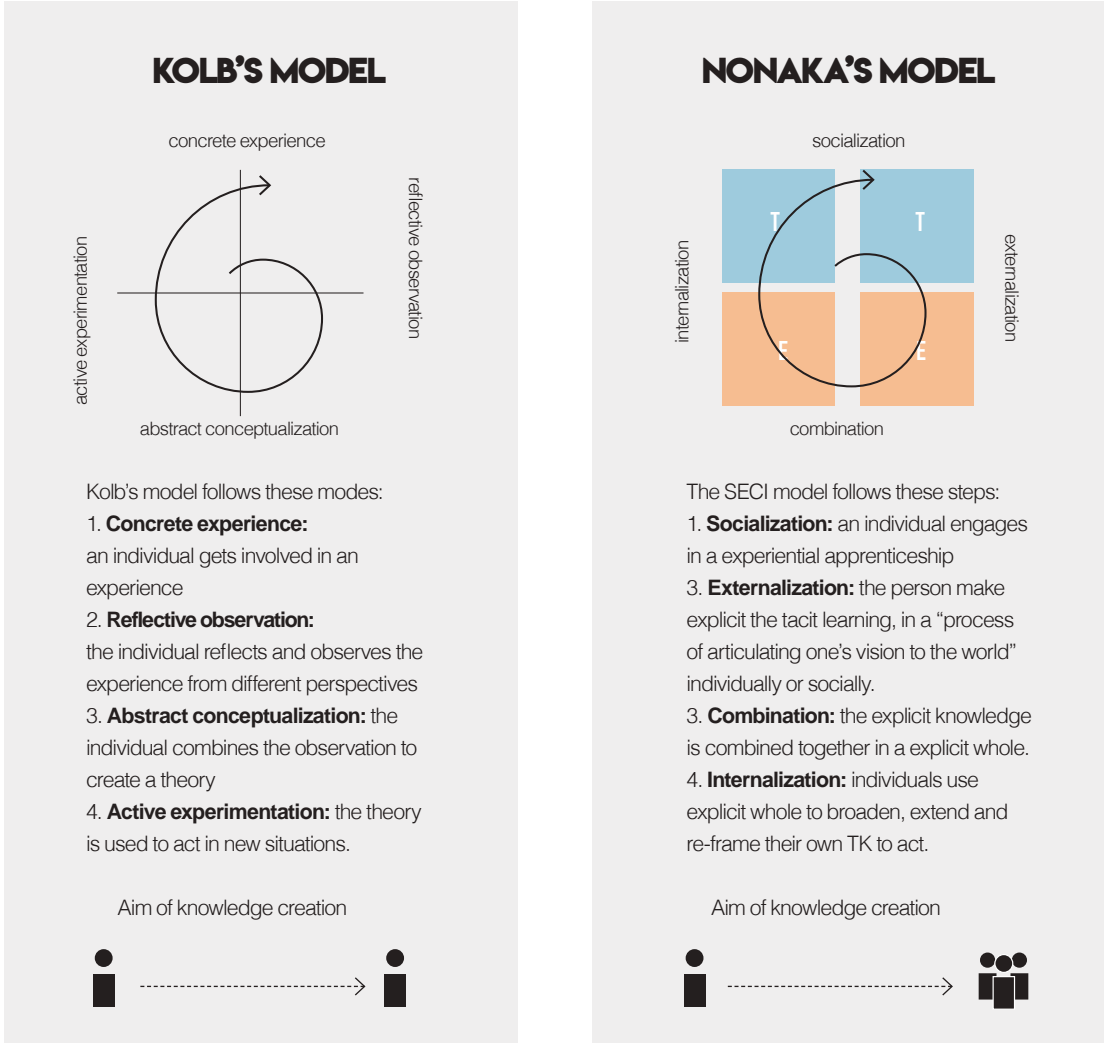 KOLB'S MODEL
concrete experience
reflective observation
active experimentation
abstract conceptualization
Kolb's model follows these modes:
1. Concrete experience:
an individual gets involved in an
experience
2. Reflective observation:
the individual reflects and observes the
experience from different perspectives
3. Abstract conceptualization: the
individual combines the observation to
create a theory
4. Active experimentation: the theory
is used to act in new situations.
Aim of knowledge creation
NONAKA'S MODEL
socialization
T
T
internalization
externalization
E
E
combination
The SECI model follows these steps:
1. Socialization: an individual engages
in a experiential apprenticeship
3. Externalization: the person make
explicit the tacit learning, in a “process
of articulating one's vision to the world”
individually or socially.
3. Combination: the explicit knowledge
is combined together in a explicit whole.
4. Internalization: individuals use
explicit whole to broaden, extend and
re-frame their own TK to act.
Aim of knowledge creation